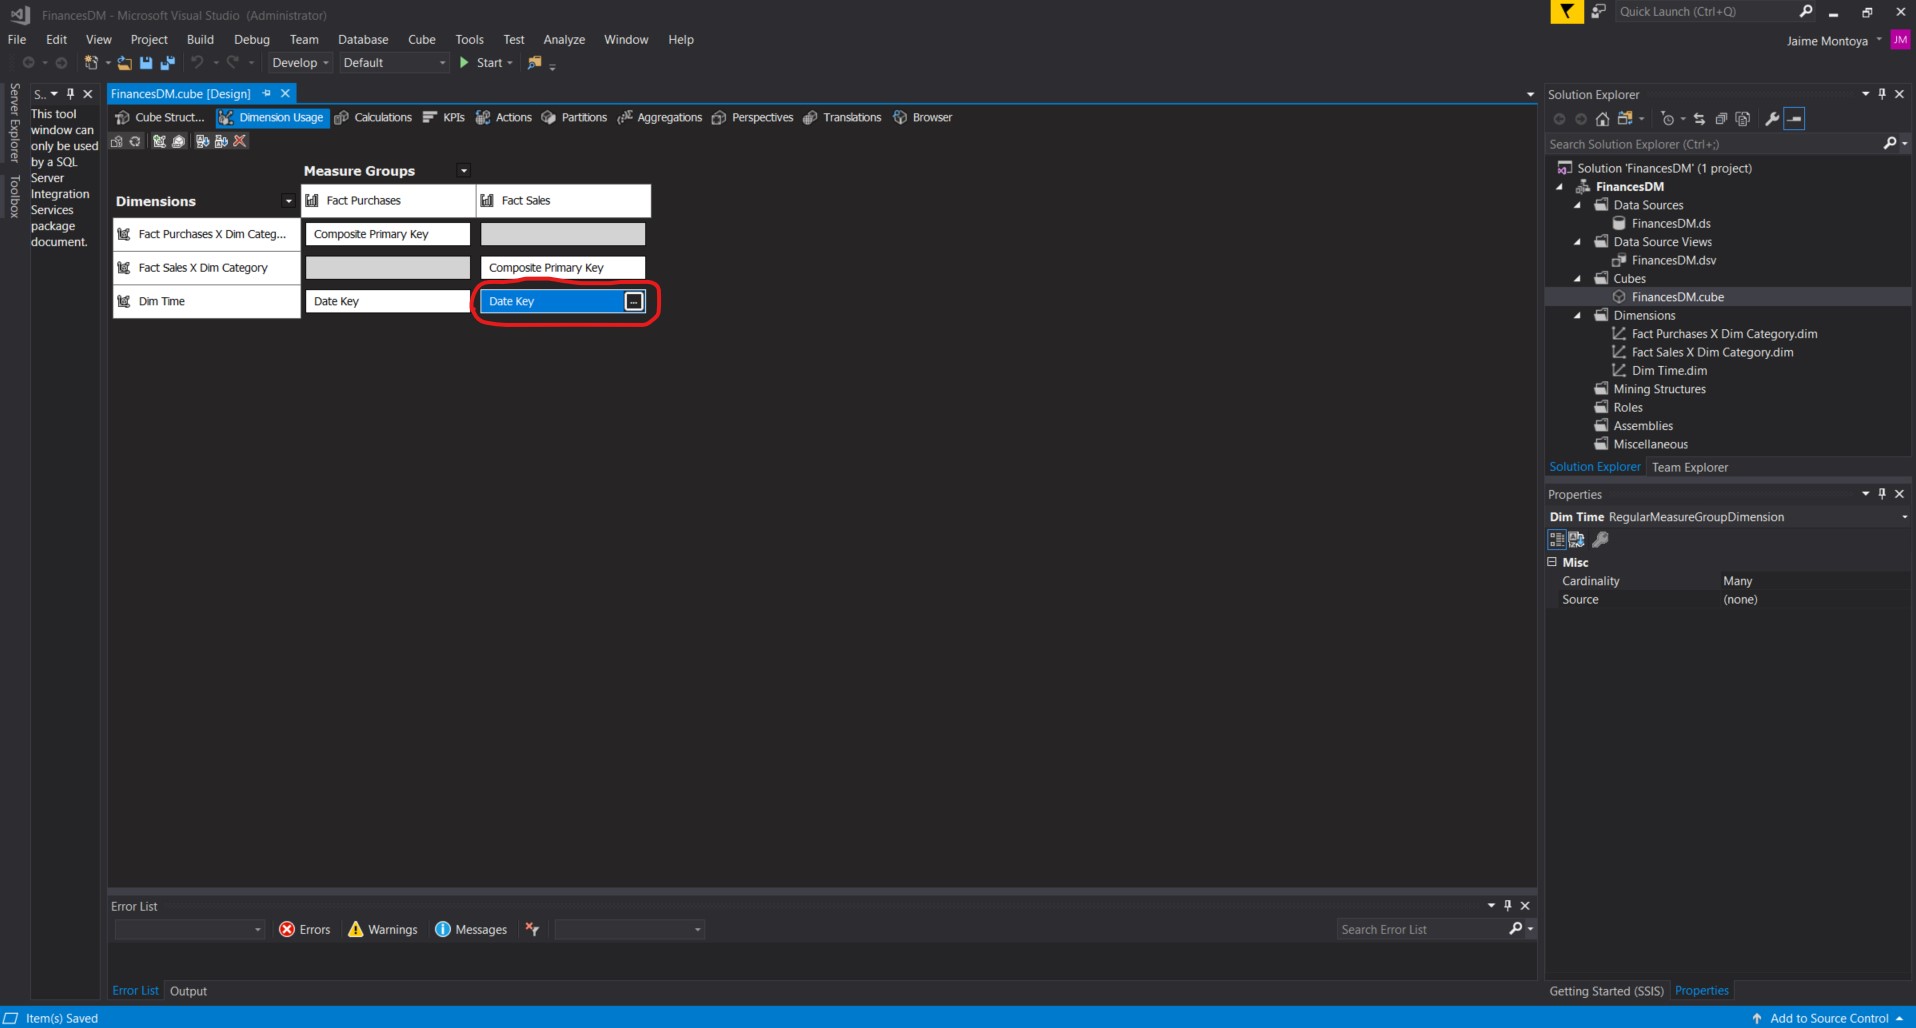 FinancesDM - Microsoft Visual Studio (Administrator)
Quick Launch (Ctrl+Q)
File Edit View Project Build Debug Team Database Cube Tools Test Analyze Window Help
Jaime Montoya JM
Develop Default Start
Server Explorer
Toolbox
S..
This tool
window can
only be used
by a SQL
Server
Integration
Services
package
document.
FinancesDM.cube [Design]
Cube Struct... Dimension Usage Calculations KPIs Actions Partitions Aggregations Perspectives Translations Browser
Measure Groups
Dimensions Fact Purchases Fact Sales
Fact Purchases X Dim Categ... Composite Primary Key
Fact Sales X Dim Category Composite Primary Key
Dim Time Date Key Date Key ...
Error List
Errors Warnings Messages Search Error List
Error List Output
Solution Explorer
Search Solution Explorer (Ctrl+;)
Solution 'FinancesDM' (1 project)
FinancesDM
Data Sources
FinancesDM.ds
Data Source Views
FinancesDM.dsv
Cubes
FinancesDM.cube
Dimensions
Fact Purchases X Dim Category.dim
Fact Sales X Dim Category.dim
Dim Time.dim
Mining Structures
Roles
Assemblies
Miscellaneous
Solution Explorer Team Explorer
Properties
Dim Time RegularMeasureGroupDimension
Misc
Cardinality Many
Source (none)
Getting Started (SSIS) Properties
Item(s) Saved Add to Source Control